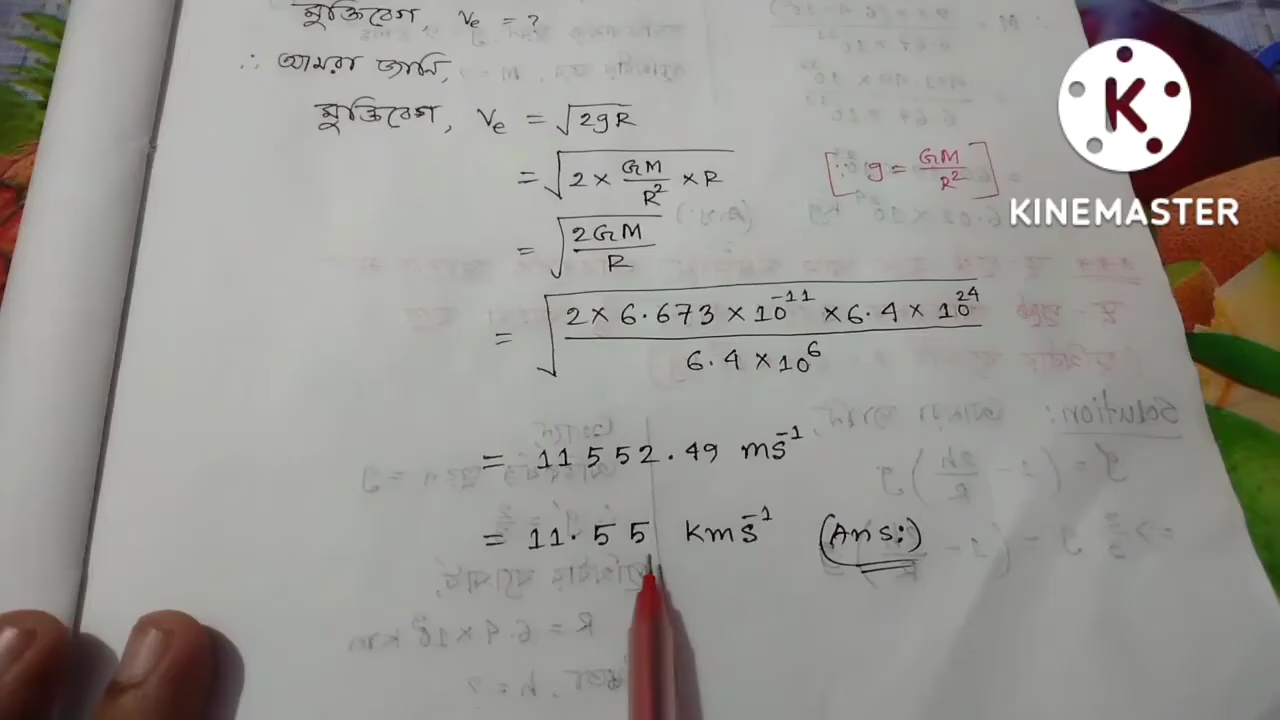 মুক্তিবেগ, Ve = ?
∴ আমরা জানি,
মুক্তিবেগ, Ve = √2gR
= √2 × GM/R² × R [∵ g = GM/R²]
= √2GM/R
= √2 × 6.673 × 10⁻¹¹ × 6.4 × 10²⁴/6.4 × 10⁶
= 11552.49 ms⁻¹
= 11.55 kms⁻¹ (Ans:)
K
KINEMASTER